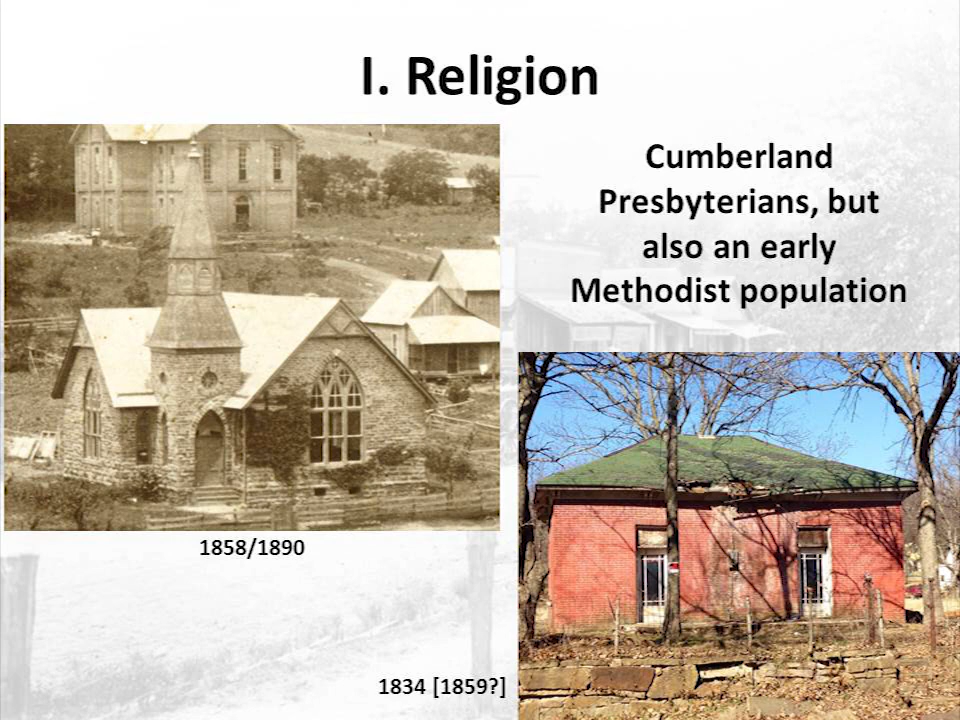 I. Religion
Cumberland
Presbyterians, but
also an early
Methodist population
1858/1890
1834 [1859?]